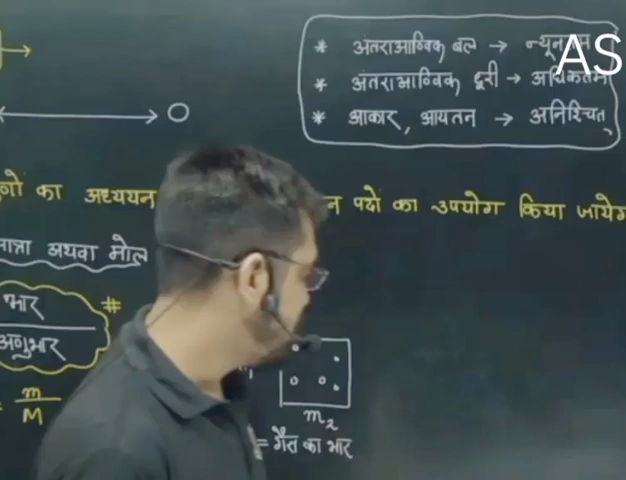 * अंतराआण्विक बल → न्यूनतम
AS
* अंतराआण्विक दूरी → अधिकतम
* आकार, आयतन → अनिश्चित
O
का अध्ययन
पदों का उपयोग किया जायेग
अथवा मोल
भार
अणुभार
#
= m
M
m₂
= गैस का भार